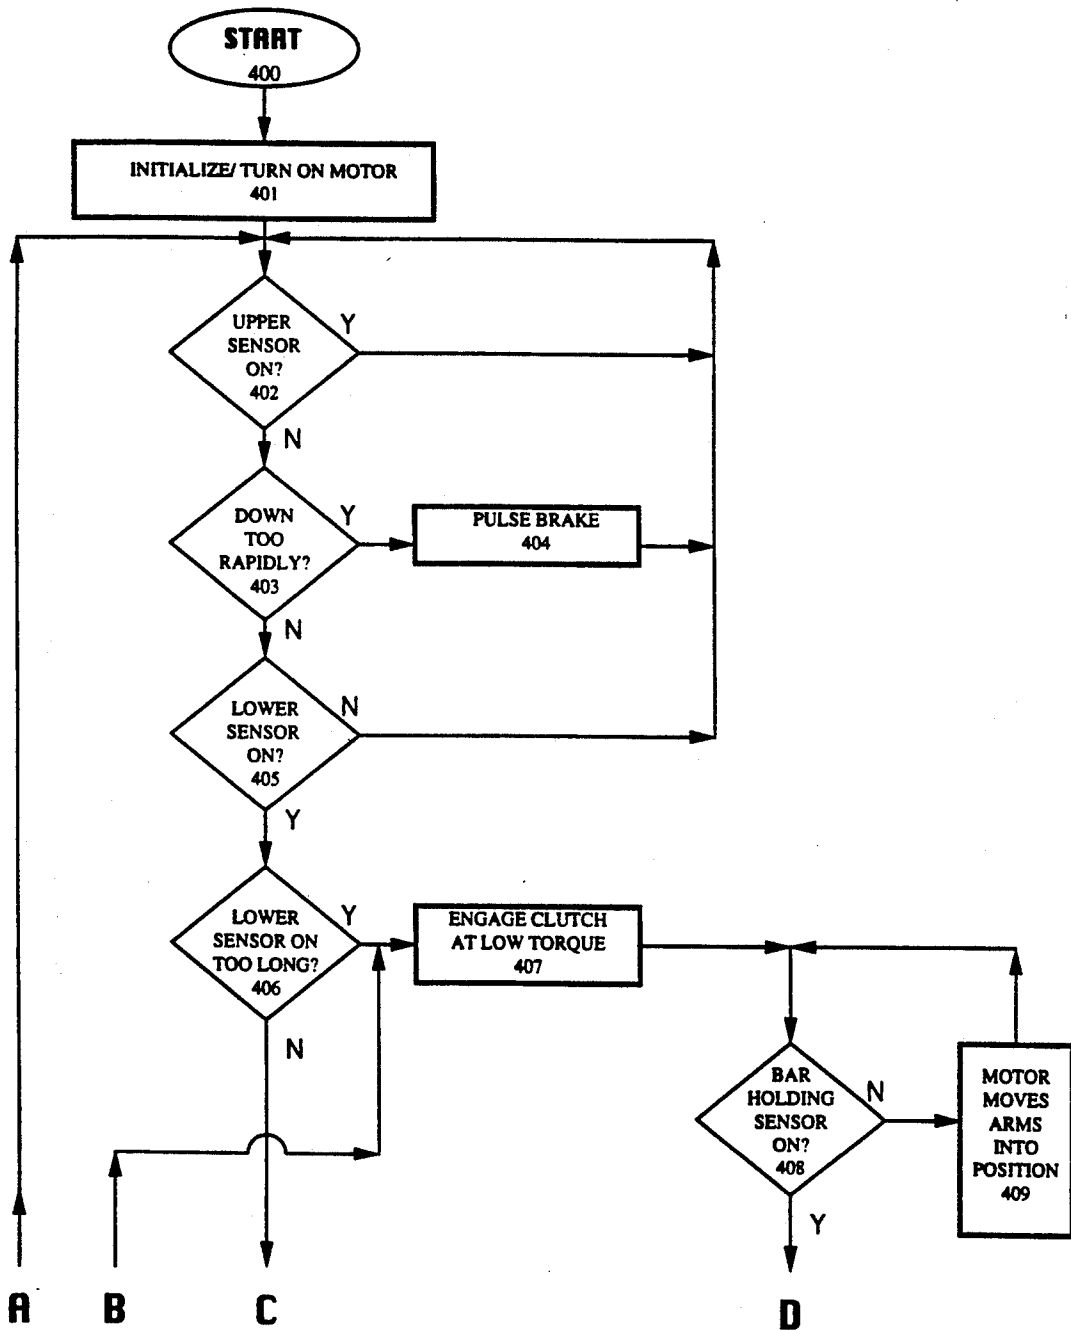 START
400
INITIALIZE/ TURN ON MOTOR
401
UPPER
SENSOR
ON?
402
Y
N
DOWN
TOO
RAPIDLY?
403
Y
PULSE BRAKE
404
N
LOWER
SENSOR
ON?
405
N
Y
LOWER
SENSOR ON
TOO LONG?
406
Y
ENGAGE CLUTCH
AT LOW TORQUE
407
N
BAR
HOLDING
SENSOR
ON?
408
N
MOTOR
MOVES
ARMS
INTO
POSITION
409
Y
A
B
C
D